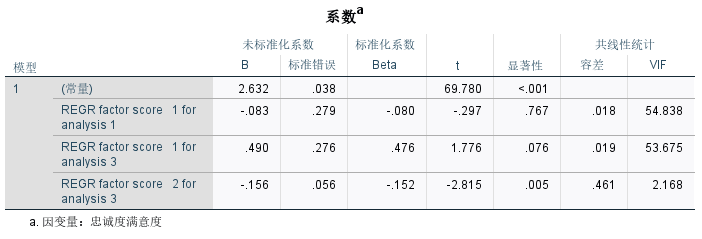 系数a
未标准化系数 标准化系数 共线性统计
模型 B 标准错误 Beta t 显著性 容差 VIF
1 (常量) 2.632 .038 69.780 <.001
REGR factor score 1 for analysis 1 -.083 .279 -.080 -.297 .767 .018 54.838
REGR factor score 1 for analysis 3 .490 .276 .476 1.776 .076 .019 53.675
REGR factor score 2 for analysis 3 -.156 .056 -.152 -2.815 .005 .461 2.168
a. 因变量：忠诚度满意度